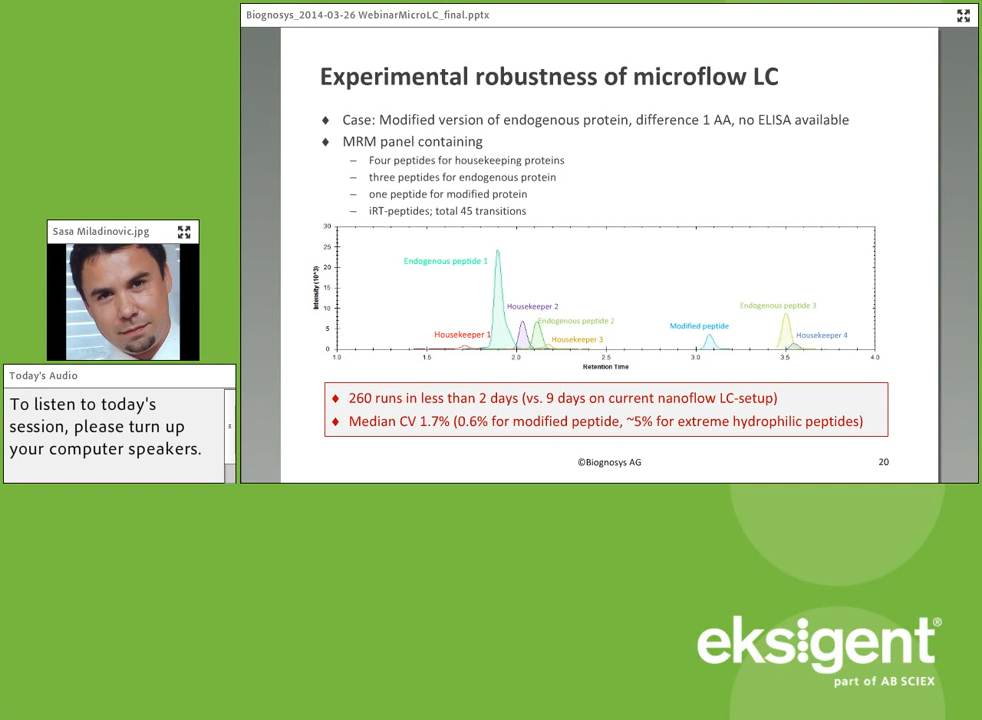 Biognosys_2014-03-26 WebinarMicroLC_final.pptx
Experimental robustness of microflow LC
♦ Case: Modified version of endogenous protein, difference 1 AA, no ELISA available
♦ MRM panel containing
– Four peptides for housekeeping proteins
– three peptides for endogenous protein
– one peptide for modified protein
– iRT-peptides; total 45 transitions
Intensity (10^3)
30
25
20
15
10
5
0
Endogenous peptide 1
Housekeeper 1
Housekeeper 2
Endogenous peptide 2
Housekeeper 3
Modified peptide
Endogenous peptide 3
Housekeeper 4
1.0 1.5 2.0 2.5 3.0 3.5 4.0
Retention Time
♦ 260 runs in less than 2 days (vs. 9 days on current nanoflow LC-setup)
♦ Median CV 1.7% (0.6% for modified peptide, ~5% for extreme hydrophilic peptides)
©Biognosys AG
20
Sasa Miladinovic.jpg
Today's Audio
To listen to today's
session, please turn up
your computer speakers.
eksigent®
part of AB SCIEX